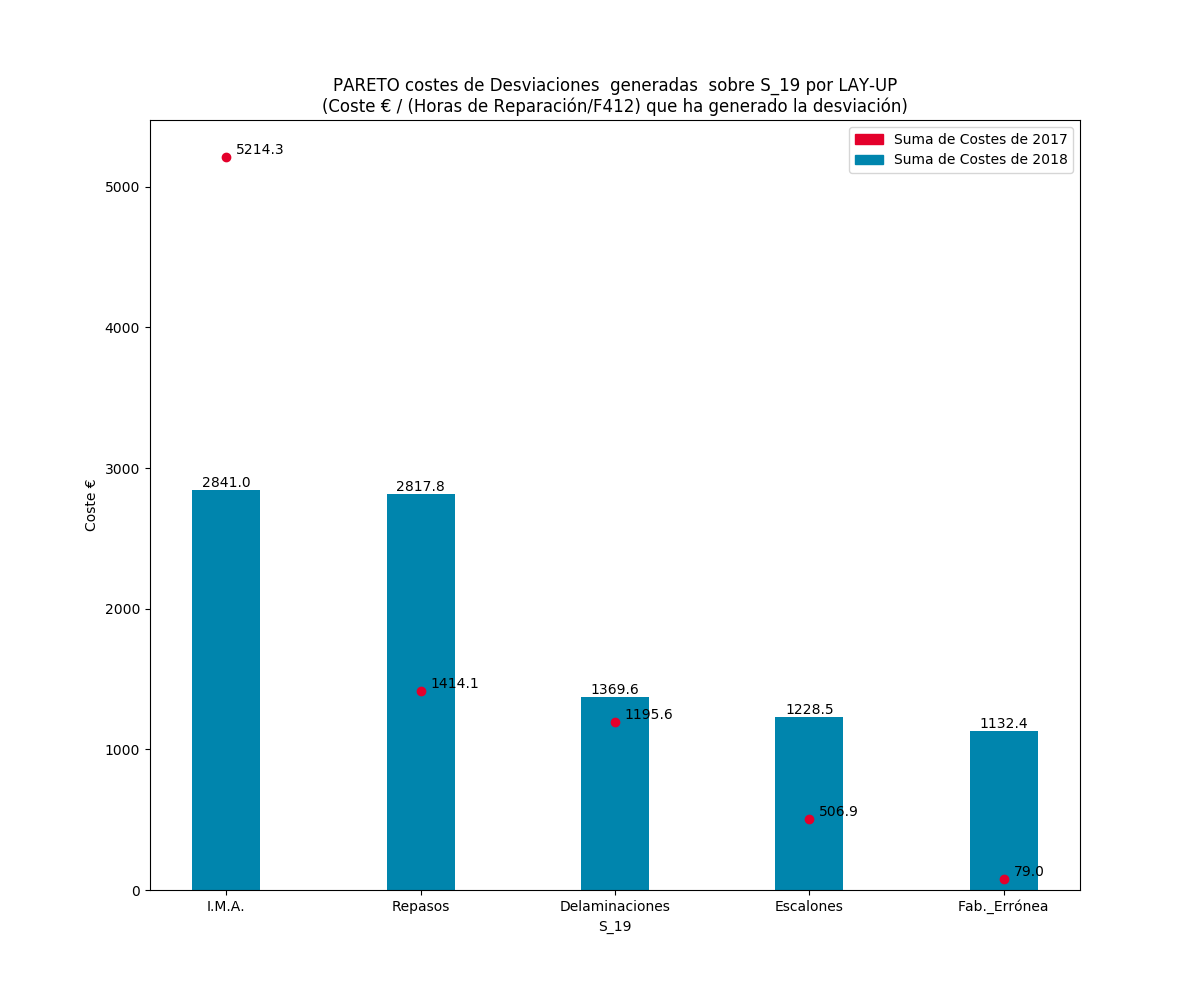 PARETO costes de Desviaciones  generadas  sobre S_19 por LAY-UP
(Coste € / (Horas de Reparación/F412) que ha generado la desviación)
Suma de Costes de 2017
Suma de Costes de 2018
5214.3
5000
4000
3000
2841.0
2817.8
Coste €
2000
1414.1
1369.6
1195.6
1228.5
1132.4
1000
506.9
79.0
0
I.M.A.
Repasos
Delaminaciones
Escalones
Fab._Errónea
S_19